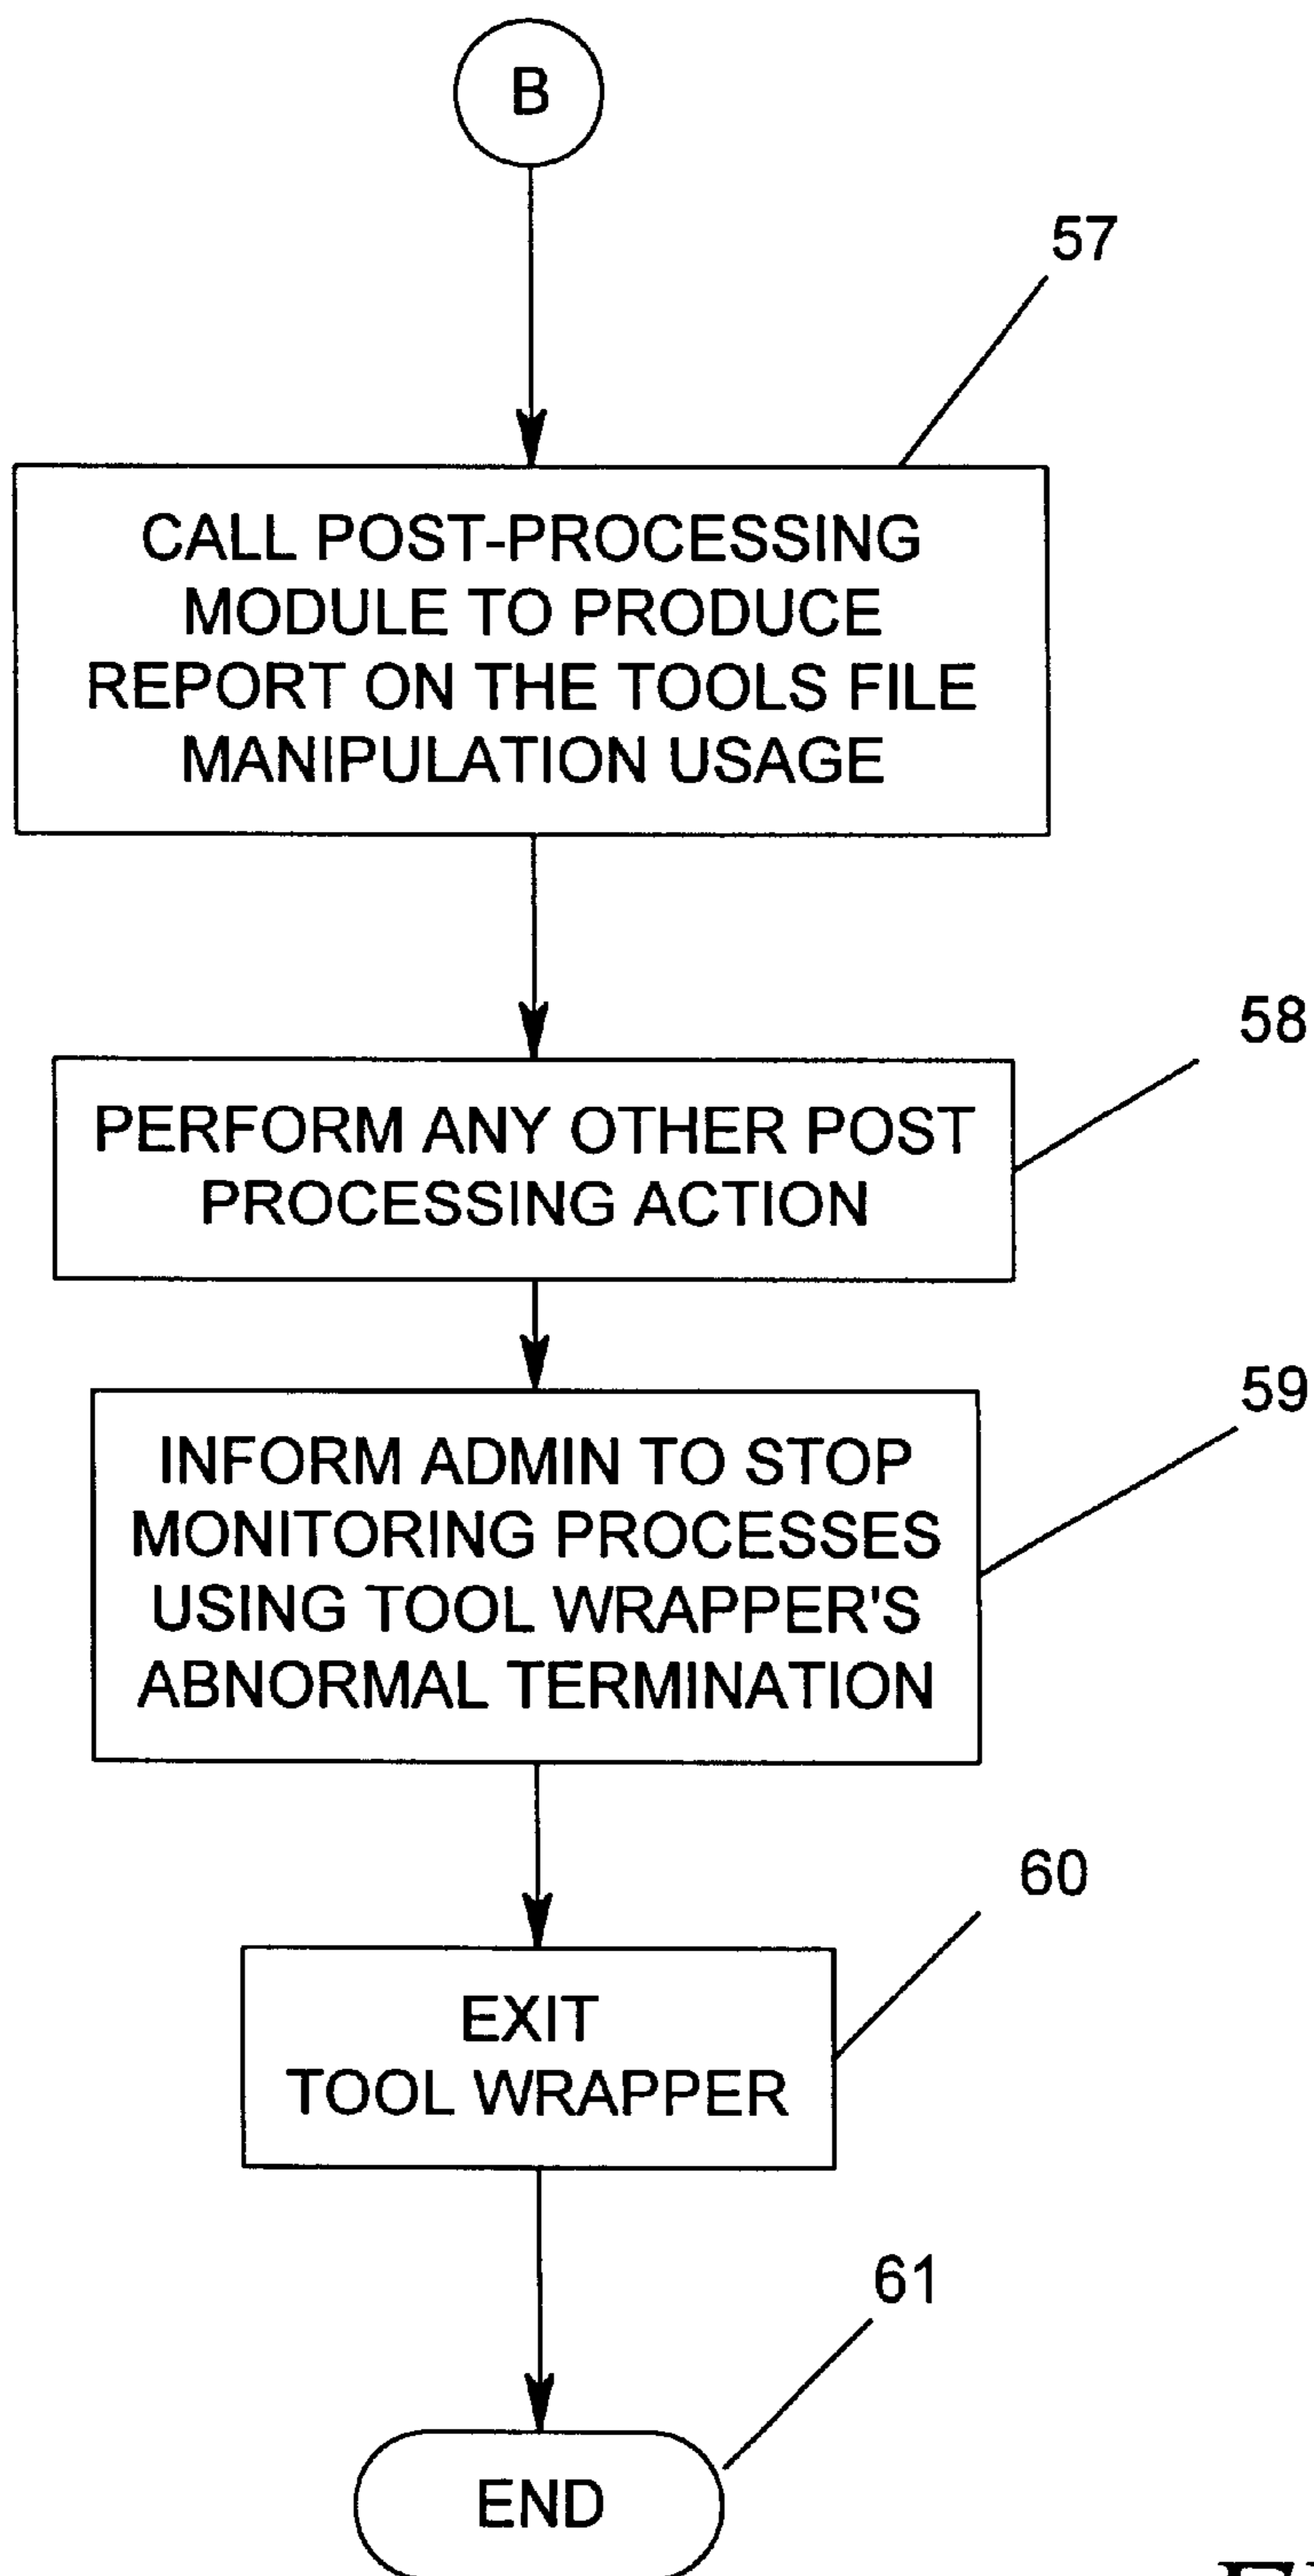 B
57
CALL POST-PROCESSING
MODULE TO PRODUCE
REPORT ON THE TOOLS FILE
MANIPULATION USAGE
58
PERFORM ANY OTHER POST
PROCESSING ACTION
59
INFORM ADMIN TO STOP
MONITORING PROCESSES
USING TOOL WRAPPER'S
ABNORMAL TERMINATION
60
EXIT
TOOL WRAPPER
61
END